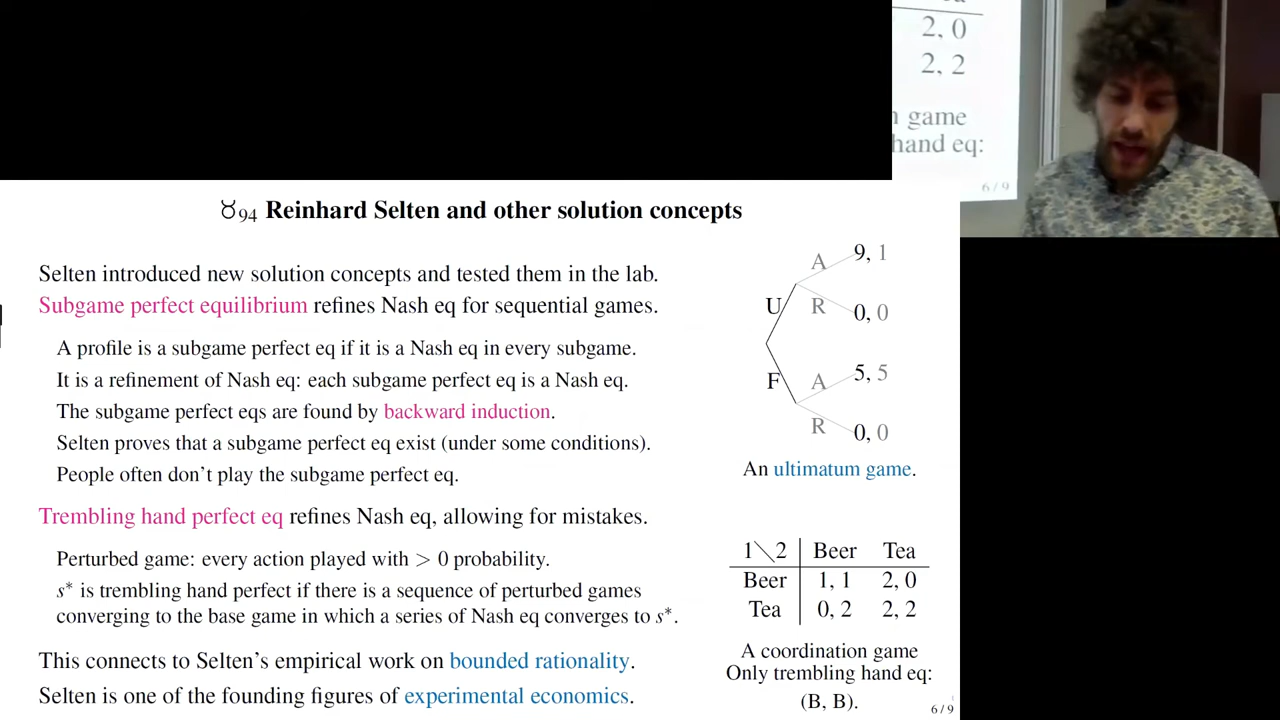 2, 0
2, 2
game
hand eq:
6 / 9
♉94 Reinhard Selten and other solution concepts
Selten introduced new solution concepts and tested them in the lab.
Subgame perfect equilibrium refines Nash eq for sequential games.
A profile is a subgame perfect eq if it is a Nash eq in every subgame.
It is a refinement of Nash eq: each subgame perfect eq is a Nash eq.
The subgame perfect eqs are found by backward induction.
Selten proves that a subgame perfect eq exist (under some conditions).
People often don't play the subgame perfect eq.
Trembling hand perfect eq refines Nash eq, allowing for mistakes.
Perturbed game: every action played with > 0 probability.
s* is trembling hand perfect if there is a sequence of perturbed games
converging to the base game in which a series of Nash eq converges to s*.
This connects to Selten's empirical work on bounded rationality.
Selten is one of the founding figures of experimental economics.
A 9, 1
U R 0, 0
F A 5, 5
R 0, 0
An ultimatum game.
1\2 Beer Tea
Beer 1, 1 2, 0
Tea 0, 2 2, 2
A coordination game
Only trembling hand eq:
(B, B).
6 / 9